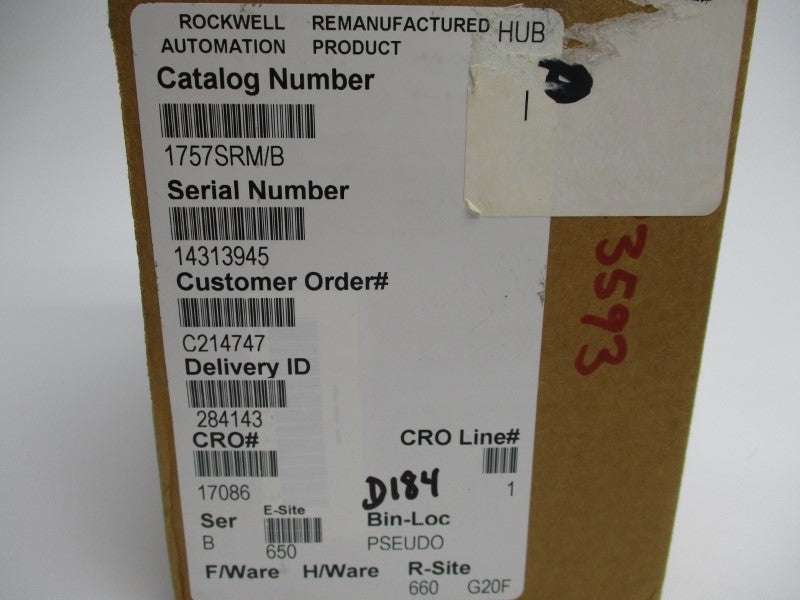 ROCKWELL REMANUFACTURED
AUTOMATION PRODUCT
HUB
Catalog Number
1757SRM/B
Serial Number
14313945
Customer Order#
C214747
Delivery ID
284143
CRO# CRO Line#
17086 1
D184
Ser E-Site Bin-Loc
B 650 PSEUDO
F/Ware H/Ware R-Site
660 G20F
3593